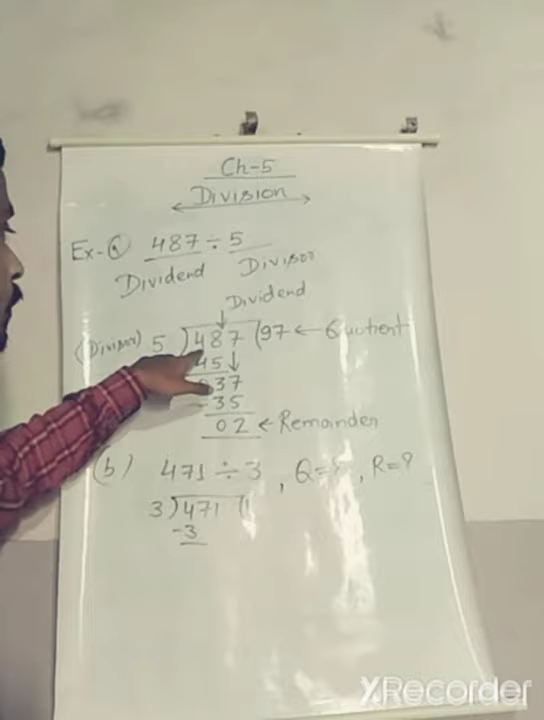 Ch-5
Division
Ex-(a) 487 ÷ 5
Dividend Divisor
Dividend
(Divisor) 5 ) 487 ( 97 ← Quotient
45
037
-35
02 ← Remainder
(b) 471 ÷ 3 , Q=? , R=?
3 ) 471 ( 1
-3
XRecorder